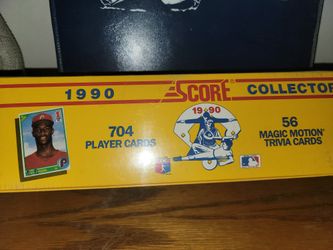 1990
SCORE
COLLECTOR
704
PLAYER CARDS
1990
56
MAGIC MOTION
TRIVIA CARDS